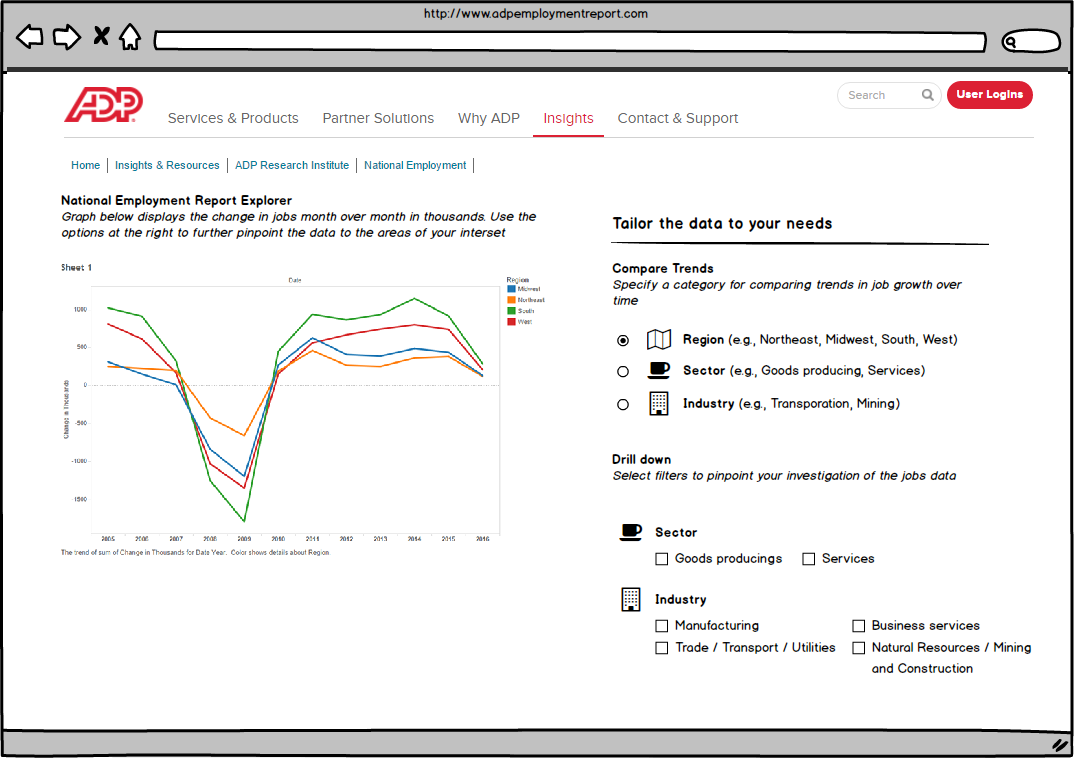 http://www.adpemploymentreport.com
ADP
Search
User Logins
Services & Products
Partner Solutions
Why ADP
Insights
Contact & Support
Home
Insights & Resources
ADP Research Institute
National Employment
National Employment Report Explorer
Graph below displays the change in jobs month over month in thousands. Use the
options at the right to further pinpoint the data to the areas of your interset
Sheet 1
Date
Region
Midwest
Northeast
South
West
1000
500
0
-500
-1000
-1500
Change in Thousands
2005 2006 2007 2008 2009 2010 2011 2012 2013 2014 2015 2016
The trend of sum of Change in Thousands for Date Year. Color shows details about Region
Tailor the data to your needs
Compare Trends
Specify a category for comparing trends in job growth over
time
Region (e.g., Northeast, Midwest, South, West)
Sector (e.g., Goods producing, Services)
Industry (e.g., Transporation, Mining)
Drill down
Select filters to pinpoint your investigation of the jobs data
Sector
Goods producings
Services
Industry
Manufacturing
Business services
Trade / Transport / Utilities
Natural Resources / Mining
and Construction